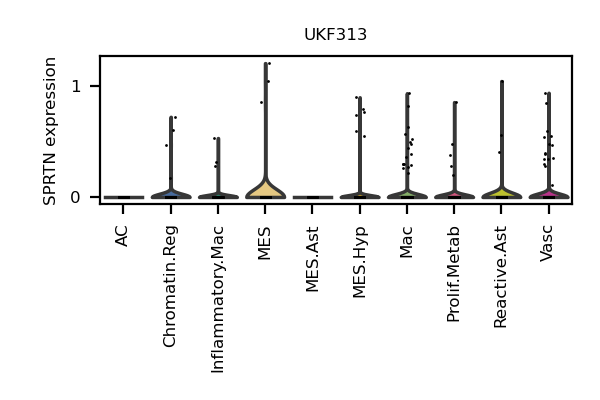 UKF313
SPRTN expression
1
0
AC
Chromatin.Reg
Inflammatory.Mac
MES
MES.Ast
MES.Hyp
Mac
Prolif.Metab
Reactive.Ast
Vasc